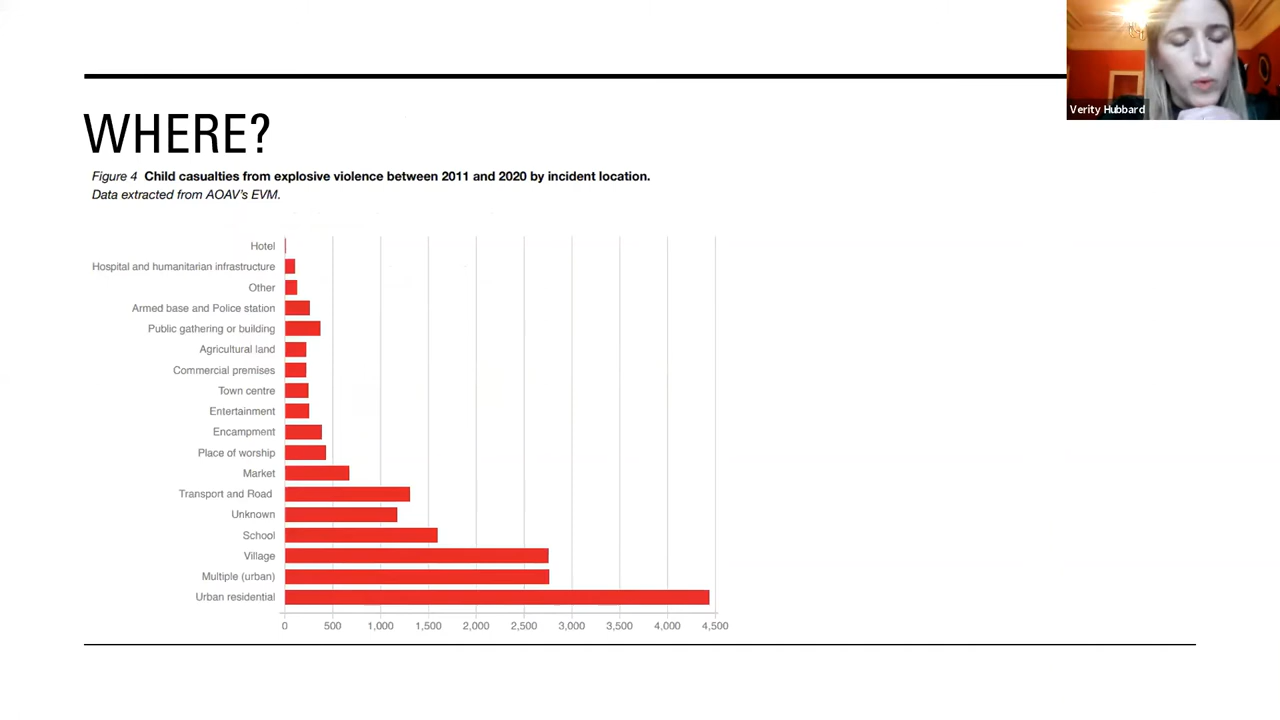 Verity Hubbard
WHERE?
Figure 4 Child casualties from explosive violence between 2011 and 2020 by incident location.
Data extracted from AOAV's EVM.
Hotel
Hospital and humanitarian infrastructure
Other
Armed base and Police station
Public gathering or building
Agricultural land
Commercial premises
Town centre
Entertainment
Encampment
Place of worship
Market
Transport and Road
Unknown
School
Village
Multiple (urban)
Urban residential
0 500 1,000 1,500 2,000 2,500 3,000 3,500 4,000 4,500